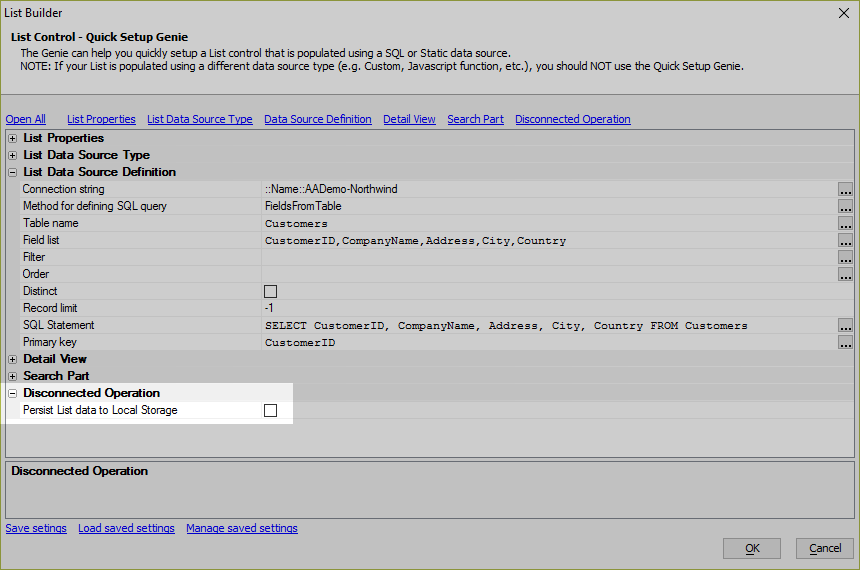 List Builder
List Control - Quick Setup Genie
The Genie can help you quickly setup a List control that is populated using a SQL or Static data source.
NOTE: If your List is populated using a different data source type (e.g. Custom, Javascript function, etc.), you should NOT use the Quick Setup Genie.
Open All List Properties List Data Source Type Data Source Definition Detail View Search Part Disconnected Operation
List Properties
List Data Source Type
List Data Source Definition
Connection string ::Name::AADemo-Northwind ...
Method for defining SQL query FieldsFromTable ...
Table name Customers ...
Field list CustomerID,CompanyName,Address,City,Country ...
Filter ...
Order ...
Distinct
Record limit -1
SQL Statement SELECT CustomerID, CompanyName, Address, City, Country FROM Customers ...
Primary key CustomerID ...
Detail View
Search Part
Disconnected Operation
Persist List data to Local Storage
Disconnected Operation
Save setings Load saved settings Manage saved settings
OK Cancel